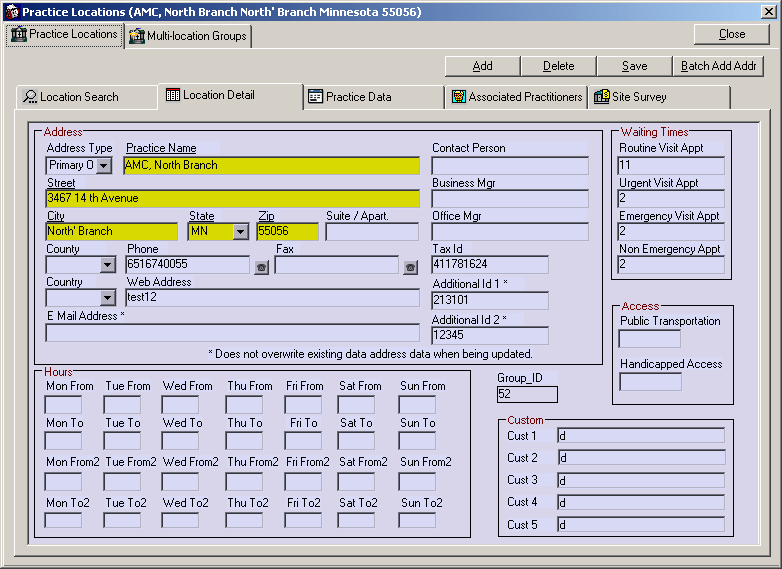 Practice Locations (AMC, North Branch North' Branch Minnesota 55056)
Practice Locations Multi-location Groups Close
Add Delete Save Batch Add Addr
Location Search Location Detail Practice Data Associated Practitioners Site Survey
Address
Address Type Practice Name Contact Person
Primary O AMC, North Branch
Street Business Mgr
3467 14 th Avenue
City State Zip Suite / Apart. Office Mgr
North' Branch MN 55056
County Phone Fax Tax Id
6516740055 411781624
Country Web Address Additional Id 1 *
test12 213101
E Mail Address * Additional Id 2 *
12345
* Does not overwrite existing data address data when being updated.
Waiting Times
Routine Visit Appt
11
Urgent Visit Appt
2
Emergency Visit Appt
2
Non Emergency Appt
2
Access
Public Transportation
Handicapped Access
Hours
Mon From Tue From Wed From Thu From Fri From Sat From Sun From
Mon To Tue To Wed To Thu To Fri To Sat To Sun To
Mon From2 Tue From2 Wed From2 Thu From2 Fri From2 Sat From2 Sun From2
Mon To2 Tue To2 Wed To2 Thu To2 Fri To2 Sat To2 Sun To2
Group_ID
52
Custom
Cust 1 d
Cust 2 d
Cust 3 d
Cust 4 d
Cust 5 d